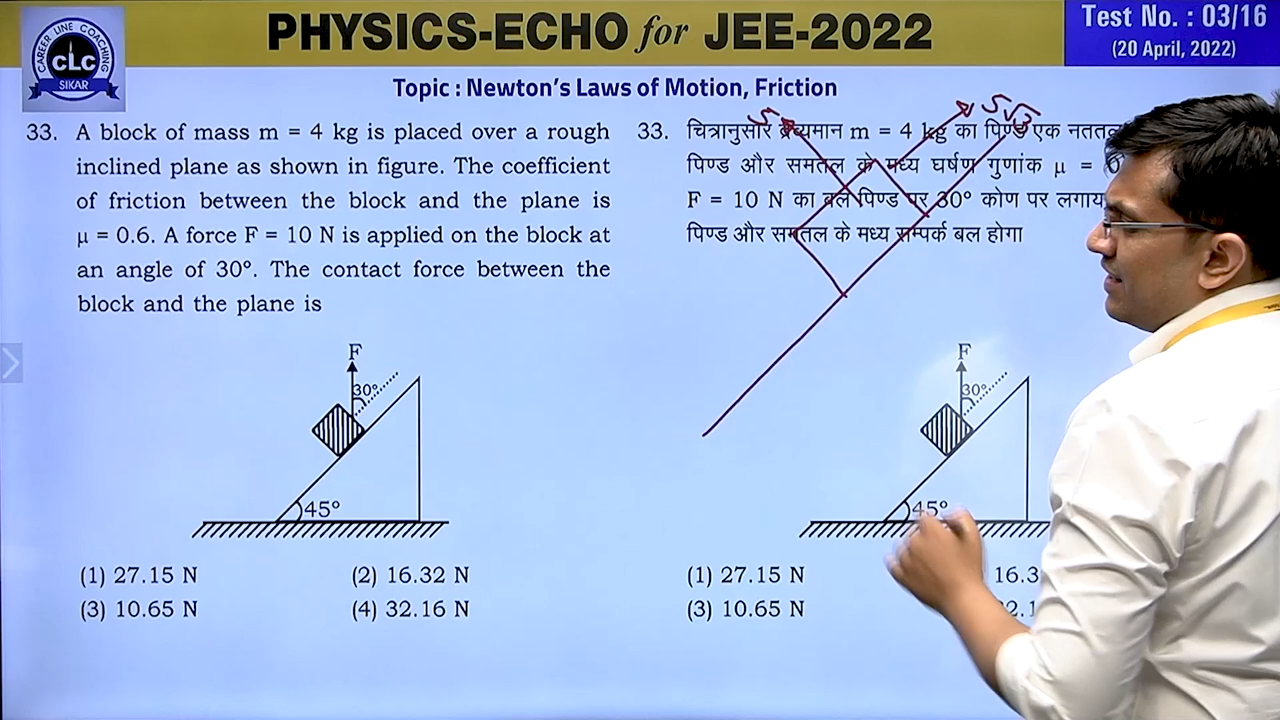 PHYSICS-ECHO for JEE-2022
Test No. : 03/16
(20 April, 2022)
CAREER LINE COACHING
CLC
SIKAR
Topic : Newton's Laws of Motion, Friction
33. A block of mass m = 4 kg is placed over a rough
inclined plane as shown in figure. The coefficient
of friction between the block and the plane is
μ = 0.6. A force F = 10 N is applied on the block at
an angle of 30°. The contact force between the
block and the plane is
F
30°
45°
(1) 27.15 N (2) 16.32 N
(3) 10.65 N (4) 32.16 N
5
5√3
33. चित्रानुसार द्रव्यमान m = 4 kg का पिण्ड एक
पिण्ड और समतल के मध्य घर्षण गुणांक μ =
F = 10 N का बल पिण्ड पर 30° कोण पर
पिण्ड और समतल के मध्य सम्पर्क बल होगा
F
30°
45°
(1) 27.15 N
(3) 10.65 N